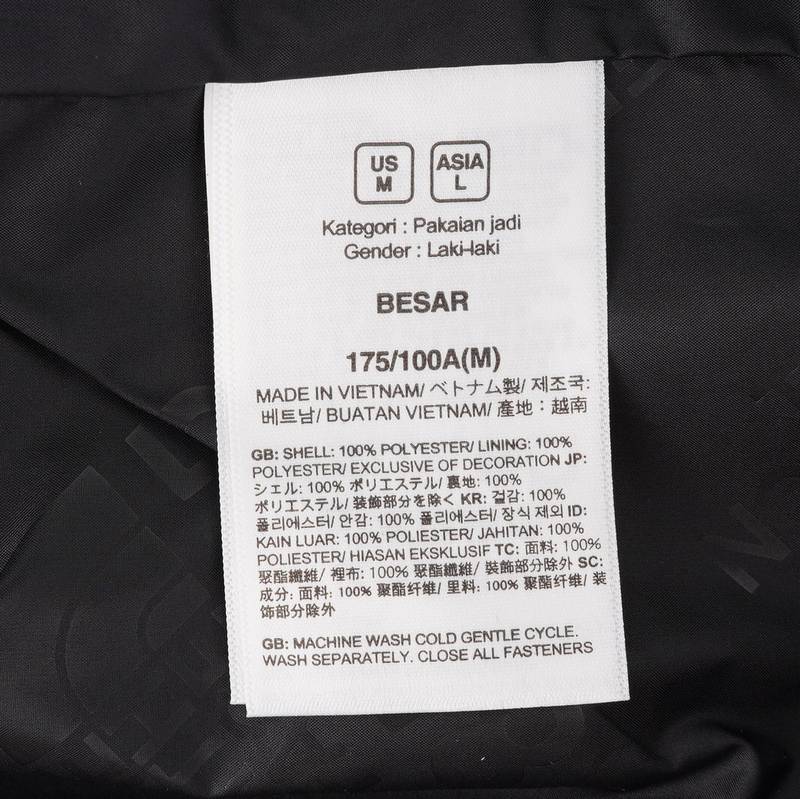 US
M
ASIA
L
Kategori : Pakaian jadi
Gender : Laki-laki
BESAR
175/100A(M)
MADE IN VIETNAM/ ベトナム製/ 제조국:
베트남/ BUATAN VIETNAM/ 產地：越南
GB: SHELL: 100% POLYESTER/ LINING: 100%
POLYESTER/ EXCLUSIVE OF DECORATION JP:
シェル: 100% ポリエステル/ 裏地: 100%
ポリエステル/ 装飾部分を除く KR: 겉감: 100%
폴리에스터/ 안감: 100% 폴리에스터/ 장식 제외 ID:
KAIN LUAR: 100% POLIESTER/ JAHITAN: 100%
POLIESTER/ HIASAN EKSKLUSIF TC: 面料: 100%
聚酯纖維/ 裡布: 100% 聚酯纖維/ 裝飾部分除外 SC:
成分: 面料: 100% 聚酯纤维/ 里料: 100% 聚酯纤维/ 装
饰部分除外
GB: MACHINE WASH COLD GENTLE CYCLE.
WASH SEPARATELY. CLOSE ALL FASTENERS